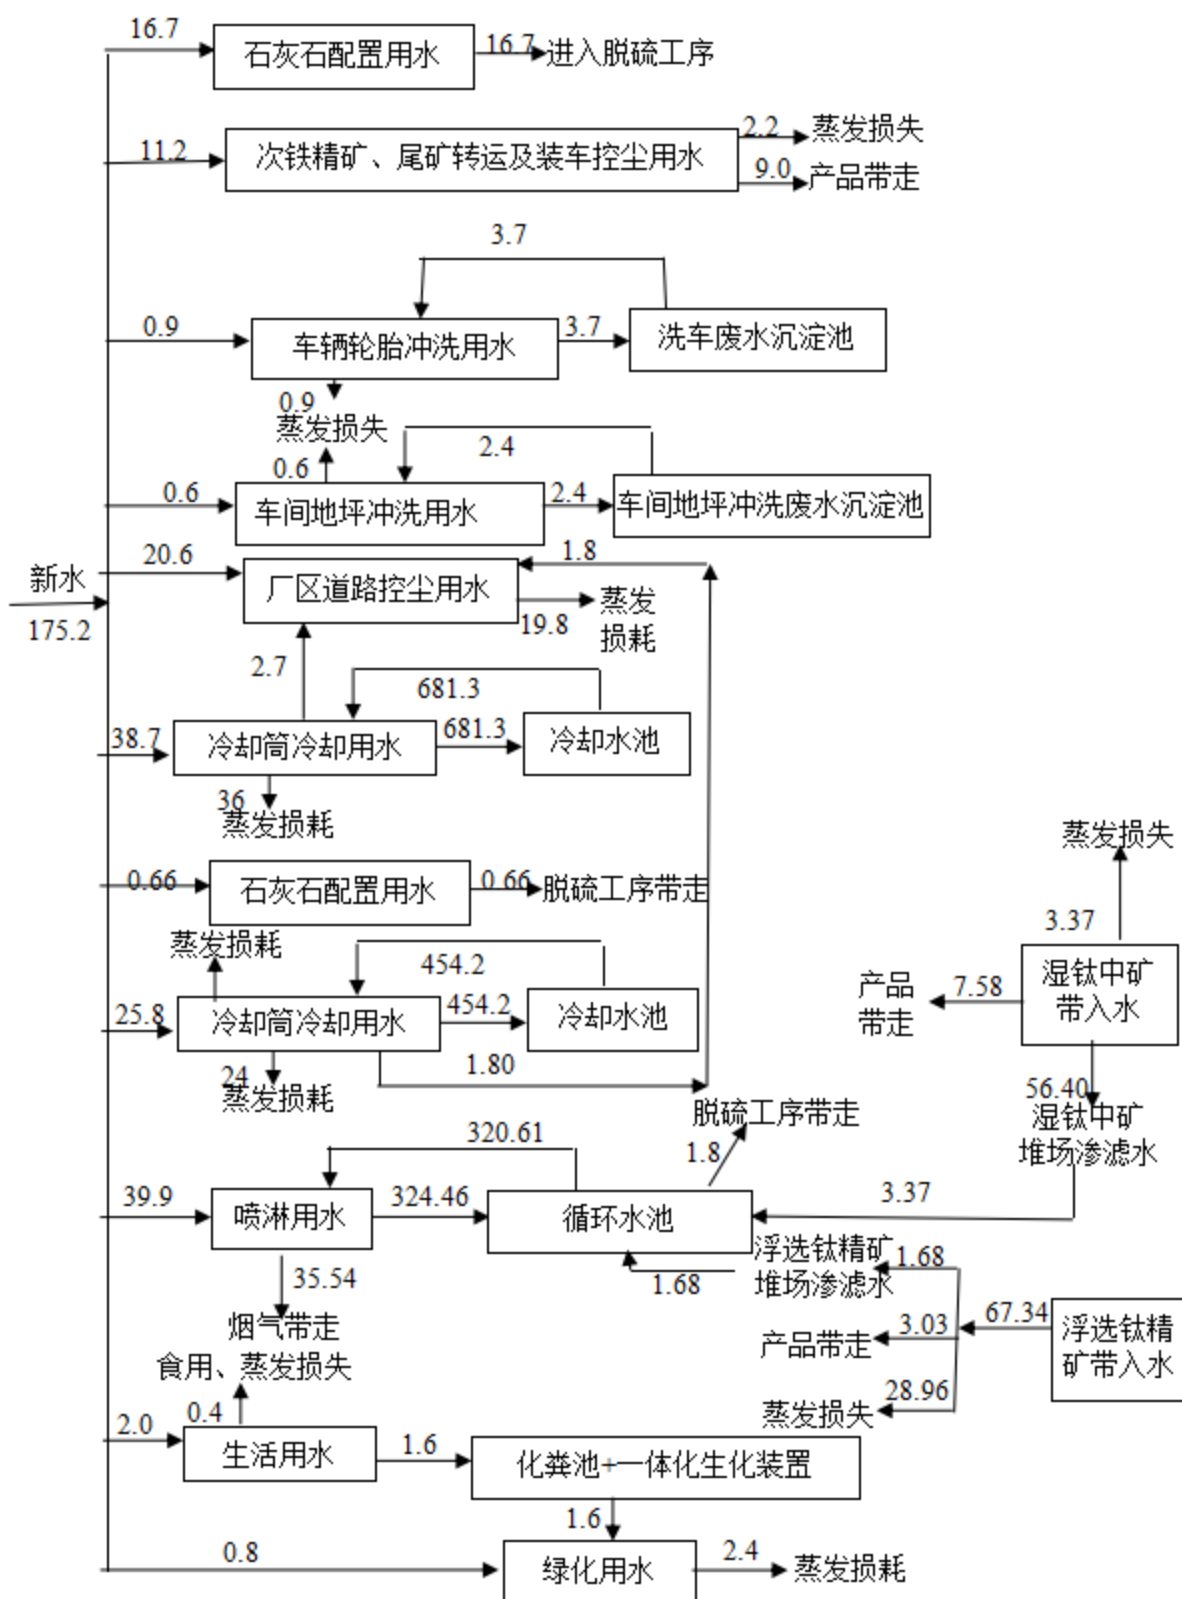 16.7
石灰石配置用水
16.7
进入脱硫工序
11.2
次铁精矿、尾矿转运及装车控尘用水
2.2
蒸发损失
9.0
产品带走
3.7
0.9
车辆轮胎冲洗用水
3.7
洗车废水沉淀池
0.9
蒸发损失
2.4
0.6
0.6
车间地坪冲洗用水
2.4
车间地坪冲洗废水沉淀池
新水
175.2
20.6
厂区道路控尘用水
1.8
19.8
蒸发
损耗
2.7
681.3
38.7
冷却筒冷却用水
681.3
冷却水池
36
蒸发损耗
0.66
石灰石配置用水
0.66
脱硫工序带走
蒸发损耗
454.2
25.8
冷却筒冷却用水
454.2
冷却水池
24
蒸发损耗
1.80
蒸发损失
3.37
湿钛中矿
带入水
7.58
产品
带走
56.40
湿钛中矿
堆场渗滤水
脱硫工序带走
1.8
320.61
39.9
喷淋用水
324.46
循环水池
3.37
35.54
烟气带走
1.68
浮选钛精矿
堆场渗滤水
1.68
产品带走
3.03
67.34
浮选钛精
矿带入水
28.96
蒸发损失
食用、蒸发损失
0.4
2.0
生活用水
1.6
化粪池+一体化生化装置
1.6
0.8
绿化用水
2.4
蒸发损耗